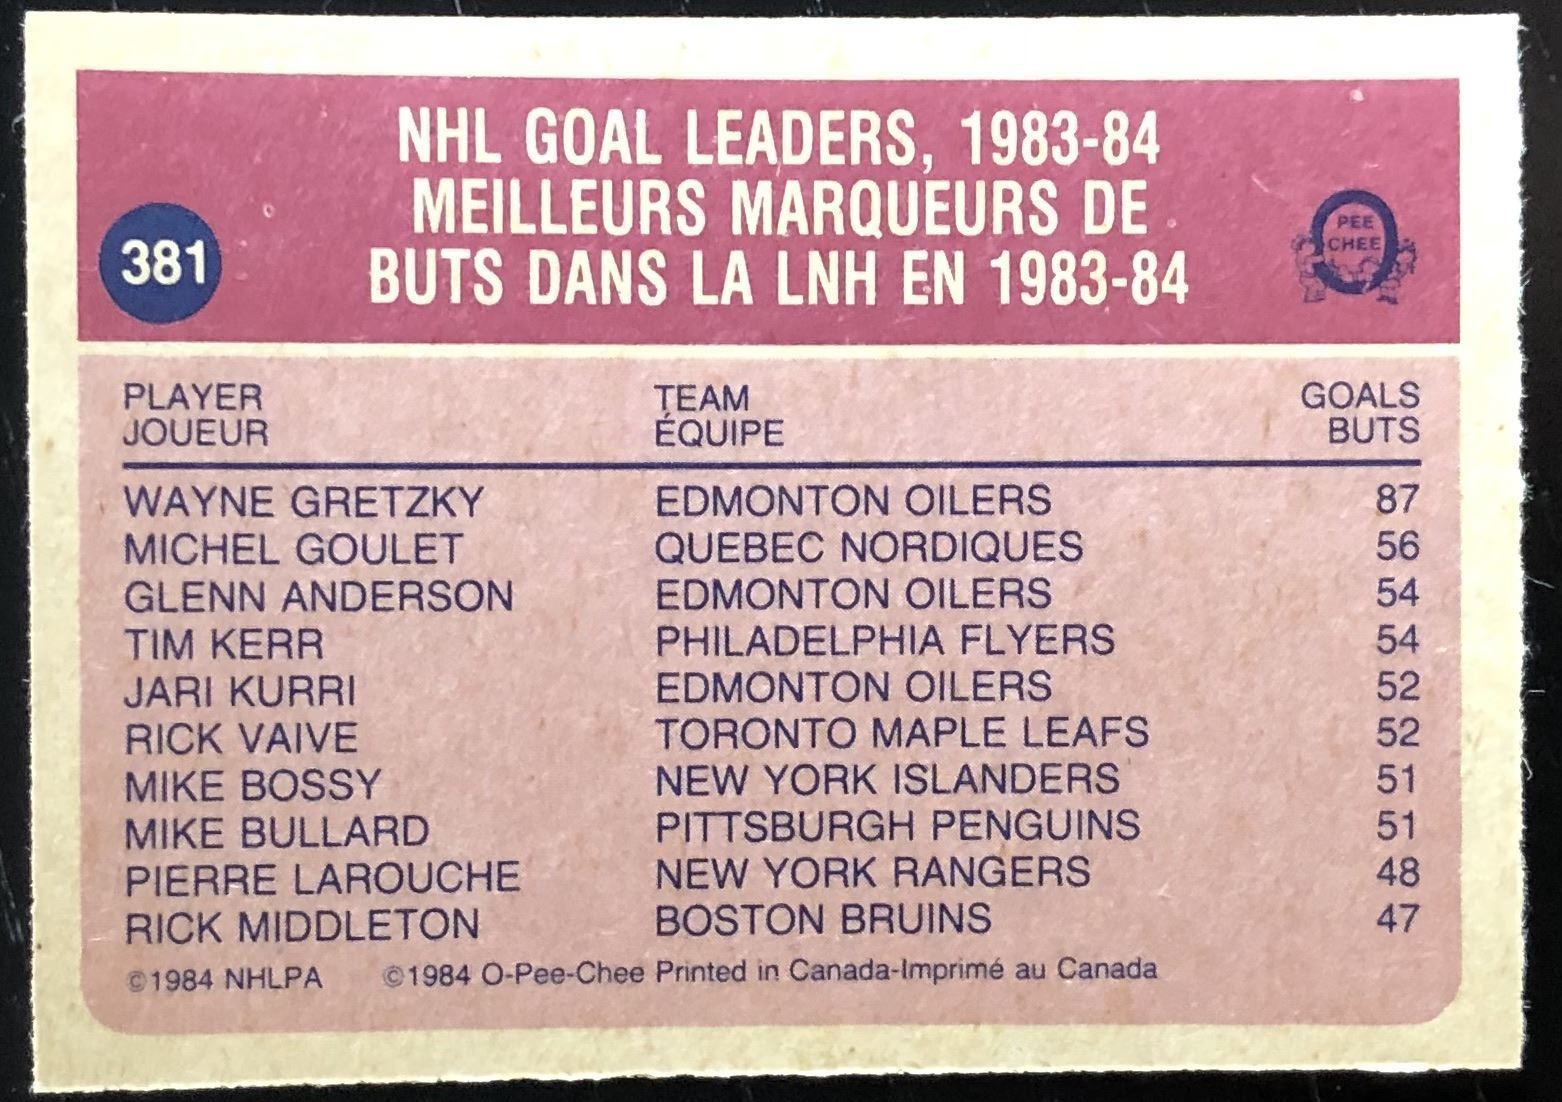 NHL GOAL LEADERS, 1983-84
MEILLEURS MARQUEURS DE
BUTS DANS LA LNH EN 1983-84
381
O
PEE
CHEE
PLAYER TEAM GOALS
JOUEUR ÉQUIPE BUTS
WAYNE GRETZKY EDMONTON OILERS 87
MICHEL GOULET QUEBEC NORDIQUES 56
GLENN ANDERSON EDMONTON OILERS 54
TIM KERR PHILADELPHIA FLYERS 54
JARI KURRI EDMONTON OILERS 52
RICK VAIVE TORONTO MAPLE LEAFS 52
MIKE BOSSY NEW YORK ISLANDERS 51
MIKE BULLARD PITTSBURGH PENGUINS 51
PIERRE LAROUCHE NEW YORK RANGERS 48
RICK MIDDLETON BOSTON BRUINS 47
©1984 NHLPA ©1984 O-Pee-Chee Printed in Canada-Imprimé au Canada